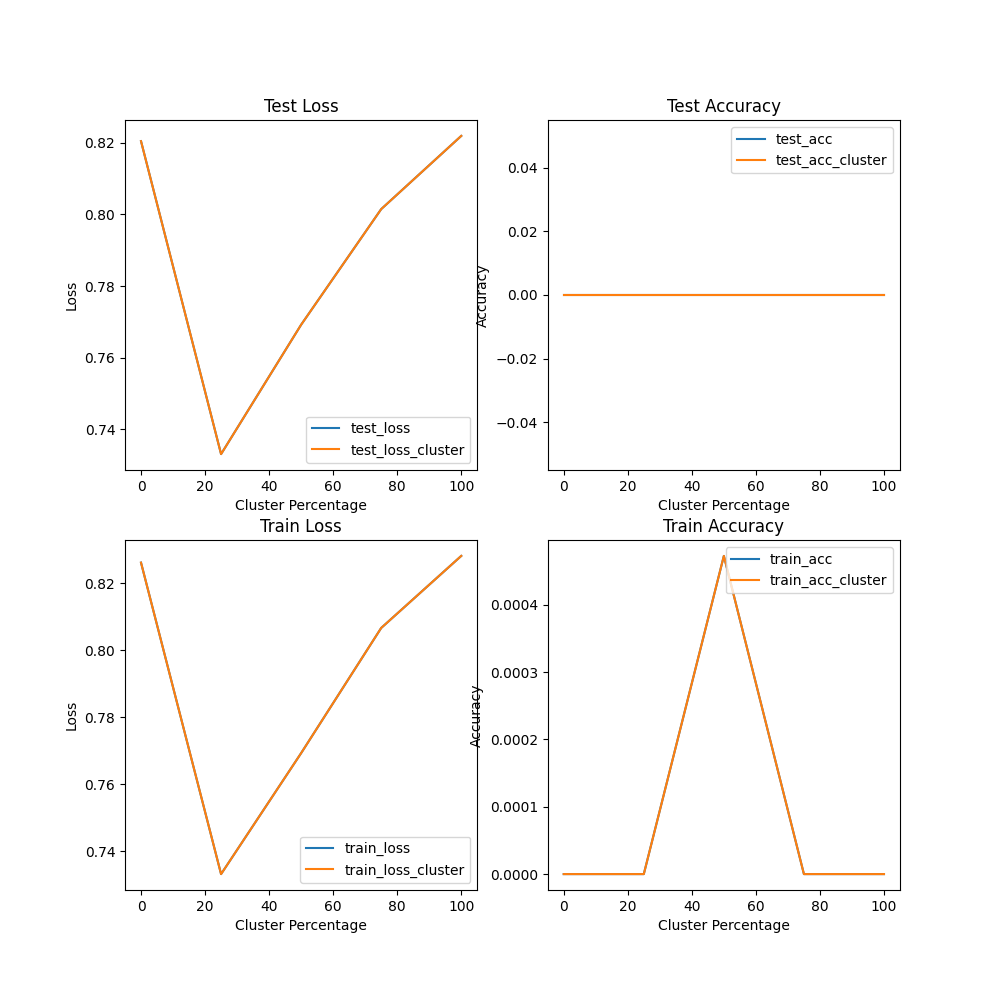 Test Loss
0.82
0.80
0.78
0.76
0.74
Loss
test_loss
test_loss_cluster
0 20 40 60 80 100
Cluster Percentage
Test Accuracy
0.04
0.02
0.00
−0.02
−0.04
Accuracy
test_acc
test_acc_cluster
0 20 40 60 80 100
Cluster Percentage
Train Loss
0.82
0.80
0.78
0.76
0.74
Loss
train_loss
train_loss_cluster
0 20 40 60 80 100
Cluster Percentage
Train Accuracy
0.0004
0.0003
0.0002
0.0001
0.0000
Accuracy
train_acc
train_acc_cluster
0 20 40 60 80 100
Cluster Percentage